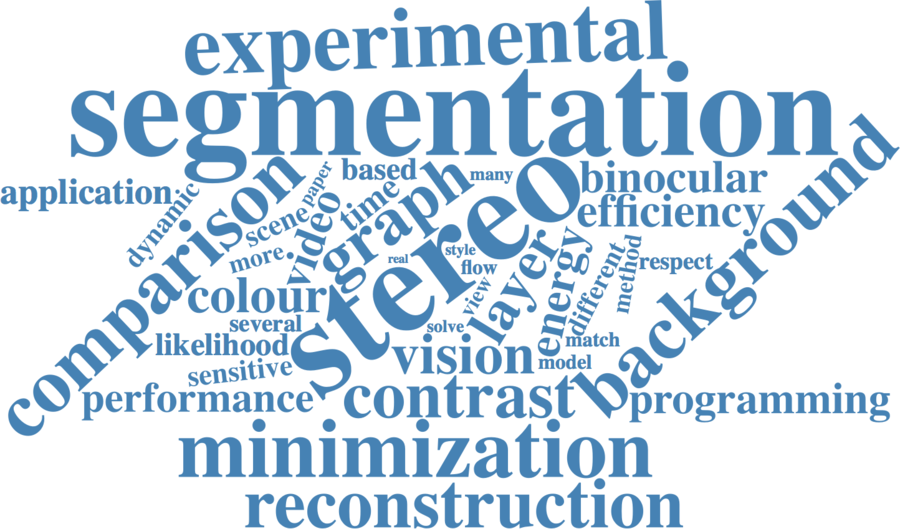 experimental
segmentation
based
many
binocular
application
dynamic
comparison
scene
paper
video
time
graph
stereo
efficiency
background
more
real
style
flow
view
layer
energy
different
method
respect
colour
several
likelihood
sensitive
solve
vision
match
model
performance
contrast
programming
minimization
reconstruction